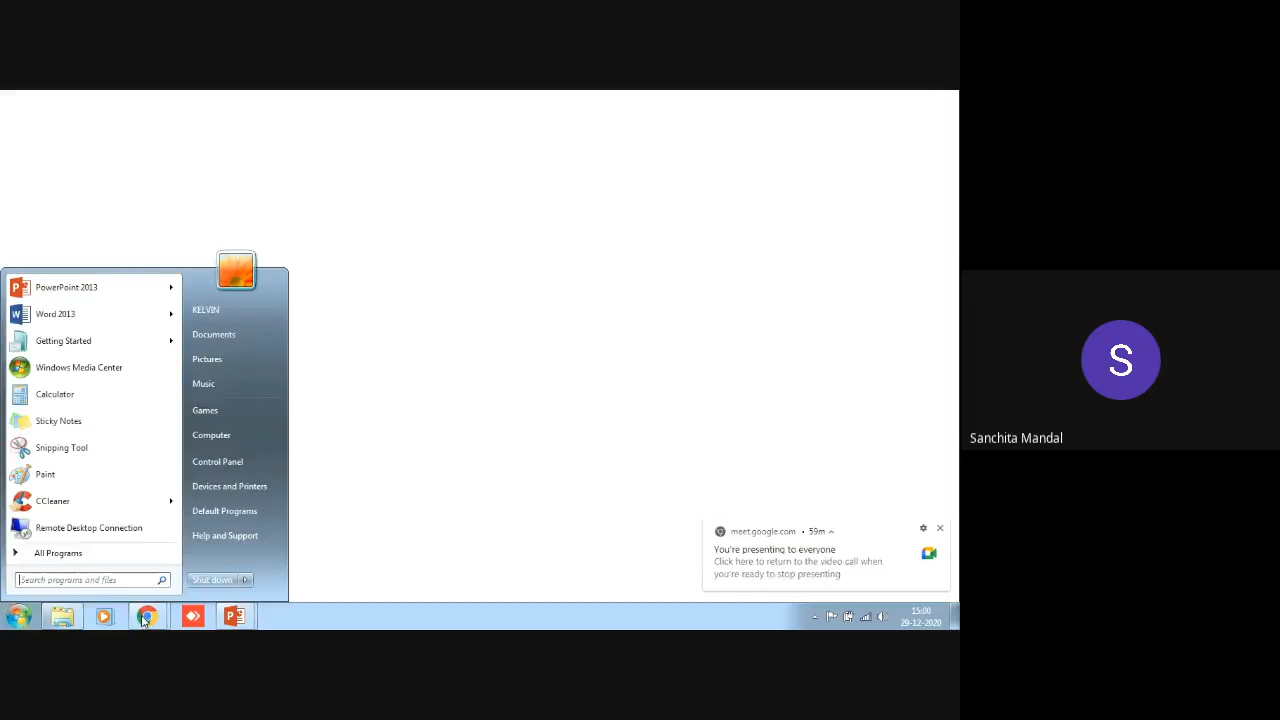 PowerPoint 2013
Word 2013
Getting Started
Windows Media Center
Calculator
Sticky Notes
Snipping Tool
Paint
CCleaner
Remote Desktop Connection
All Programs
Search programs and files
KELVIN
Documents
Pictures
Music
Games
Computer
Control Panel
Devices and Printers
Default Programs
Help and Support
Shut down
meet.google.com • 59m
You're presenting to everyone
Click here to return to the video call when
you're ready to stop presenting
15:00
29-12-2020
S
Sanchita Mandal